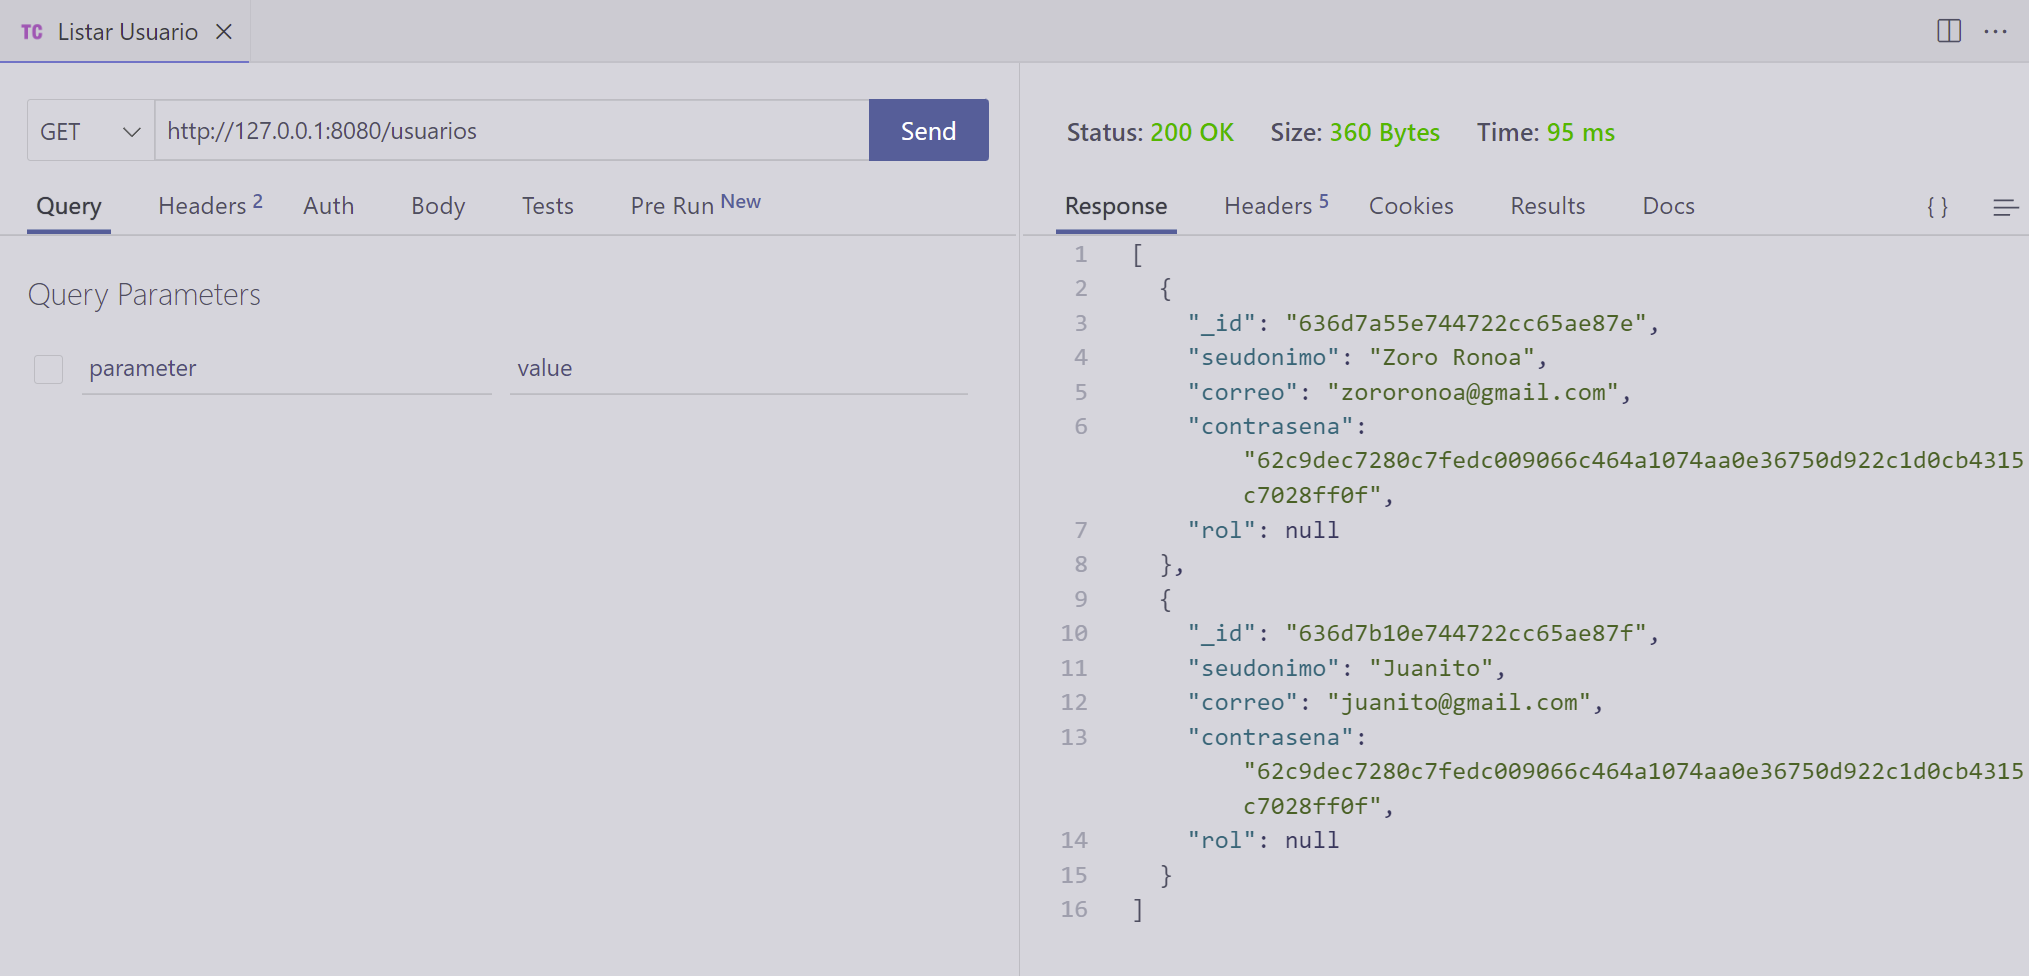 TC Listar Usuario
GET http://127.0.0.1:8080/usuarios Send
Query Headers 2 Auth Body Tests Pre Run New
Query Parameters
parameter value
Status: 200 OK Size: 360 Bytes Time: 95 ms
Response Headers 5 Cookies Results Docs { }
1 [
2 {
3 "_id": "636d7a55e744722cc65ae87e",
4 "seudonimo": "Zoro Ronoa",
5 "correo": "zororonoa@gmail.com",
6 "contrasena":
"62c9dec7280c7fedc009066c464a1074aa0e36750d922c1d0cb4315
c7028ff0f",
7 "rol": null
8 },
9 {
10 "_id": "636d7b10e744722cc65ae87f",
11 "seudonimo": "Juanito",
12 "correo": "juanito@gmail.com",
13 "contrasena":
"62c9dec7280c7fedc009066c464a1074aa0e36750d922c1d0cb4315
c7028ff0f",
14 "rol": null
15 }
16 ]